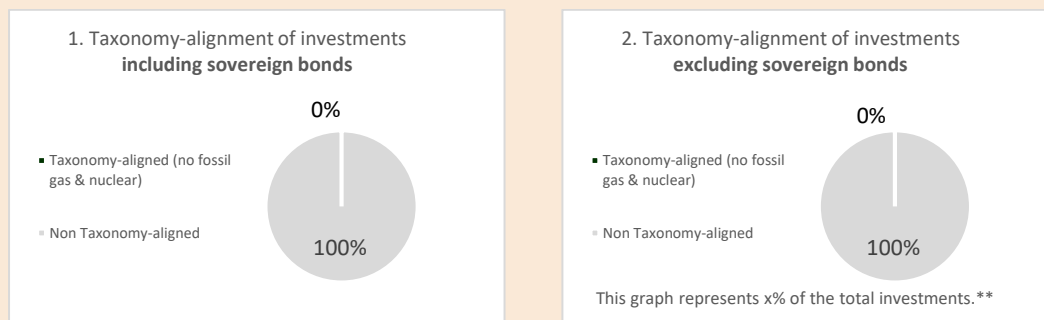 1. Taxonomy-alignment of investments
including sovereign bonds
0%
Taxonomy-aligned (no fossil
gas & nuclear)
Non Taxonomy-aligned
100%
2. Taxonomy-alignment of investments
excluding sovereign bonds
0%
Taxonomy-aligned (no fossil
gas & nuclear)
Non Taxonomy-aligned
100%
This graph represents x% of the total investments.**